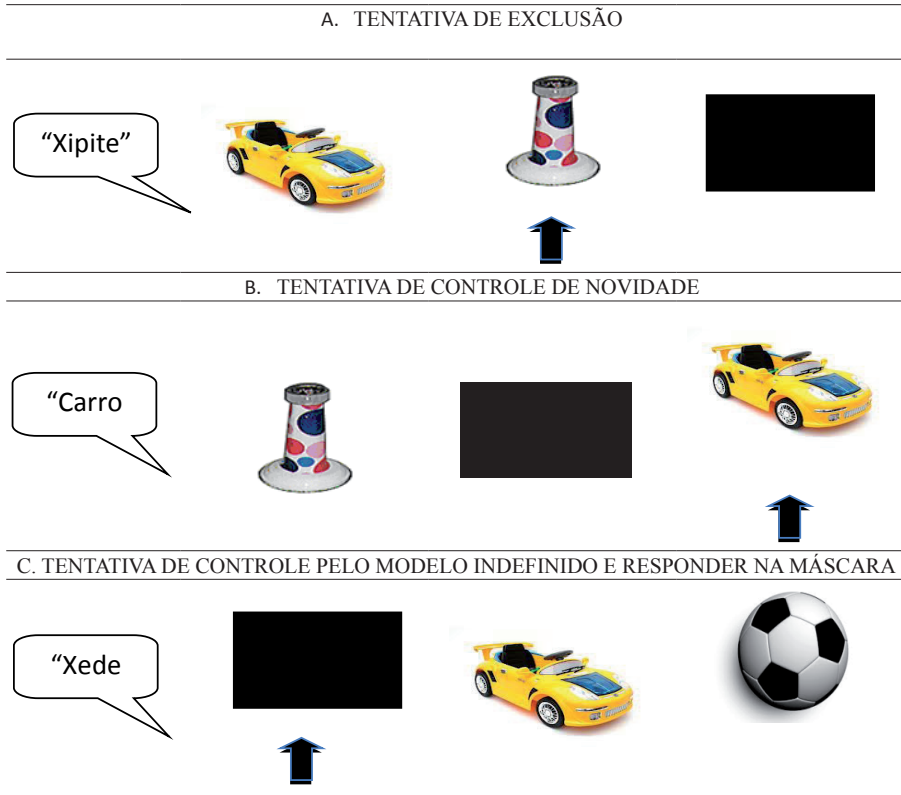 A. TENTATIVA DE EXCLUSÃO
“Xipite”
B. TENTATIVA DE CONTROLE DE NOVIDADE
“Carro
C. TENTATIVA DE CONTROLE PELO MODELO INDEFINIDO E RESPONDER NA MÁSCARA
“Xede